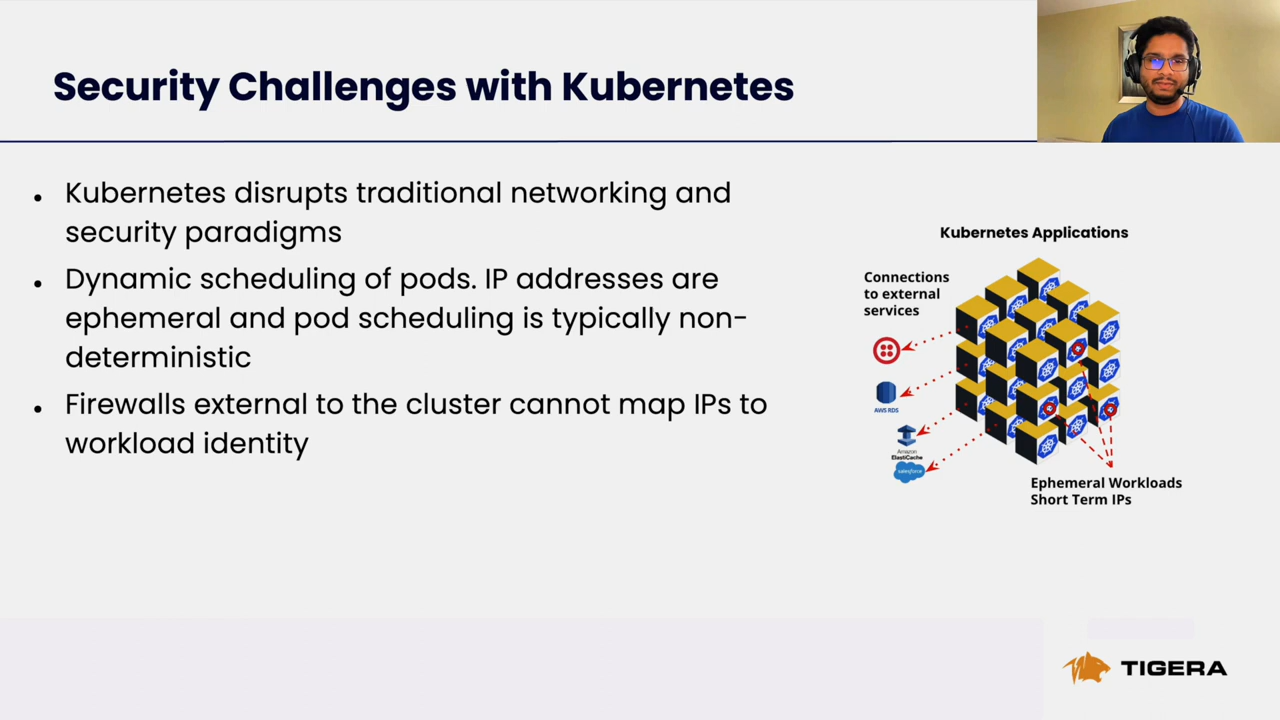 Security Challenges with Kubernetes
• Kubernetes disrupts traditional networking and
security paradigms
• Dynamic scheduling of pods. IP addresses are
ephemeral and pod scheduling is typically non-
deterministic
• Firewalls external to the cluster cannot map IPs to
workload identity
Kubernetes Applications
Connections
to external
services
AWS RDS
Amazon
ElastiCache
salesforce
Ephemeral Workloads
Short Term IPs
TIGERA